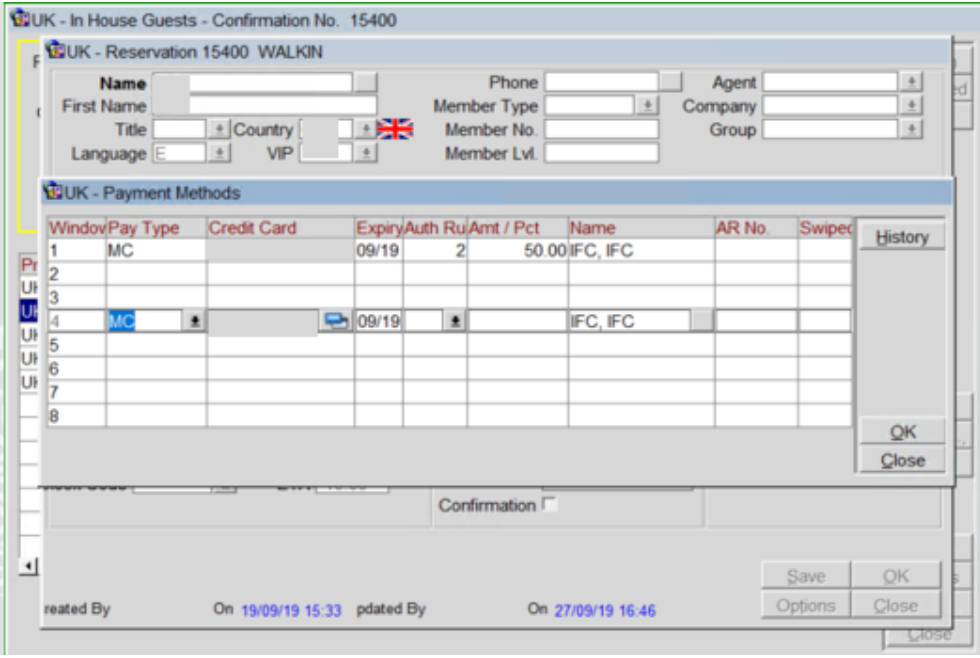 UK - In House Guests - Confirmation No. 15400
UK - Reservation 15400 WALKIN
Name Phone Agent
First Name Member Type Company
Title Country Member No. Group
Language E VIP Member Lvl.
UK - Payment Methods
Window Pay Type Credit Card Expiry Auth Ru Amt / Pct Name AR No. Swiped
History
1 MC 09/19 2 50.00 IFC, IFC
2
3
4 MC 09/19 IFC, IFC
5
6
7
8
OK
Close
Confirmation
Save OK
reated By On 19/09/19 15:33 pdated By On 27/09/19 16:46
Options Close
Close